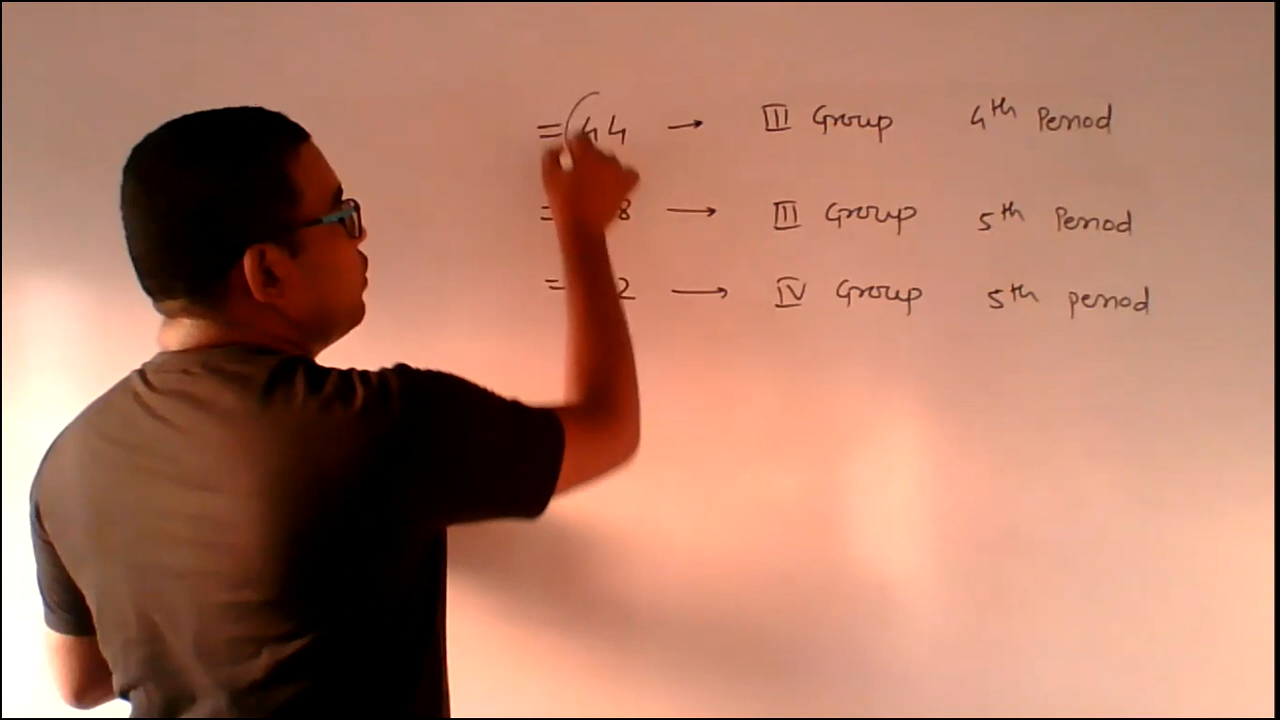 = 44 → III Group 4th Period
= 8 → II Group 5th Period
= 2 → IV Group 5th period